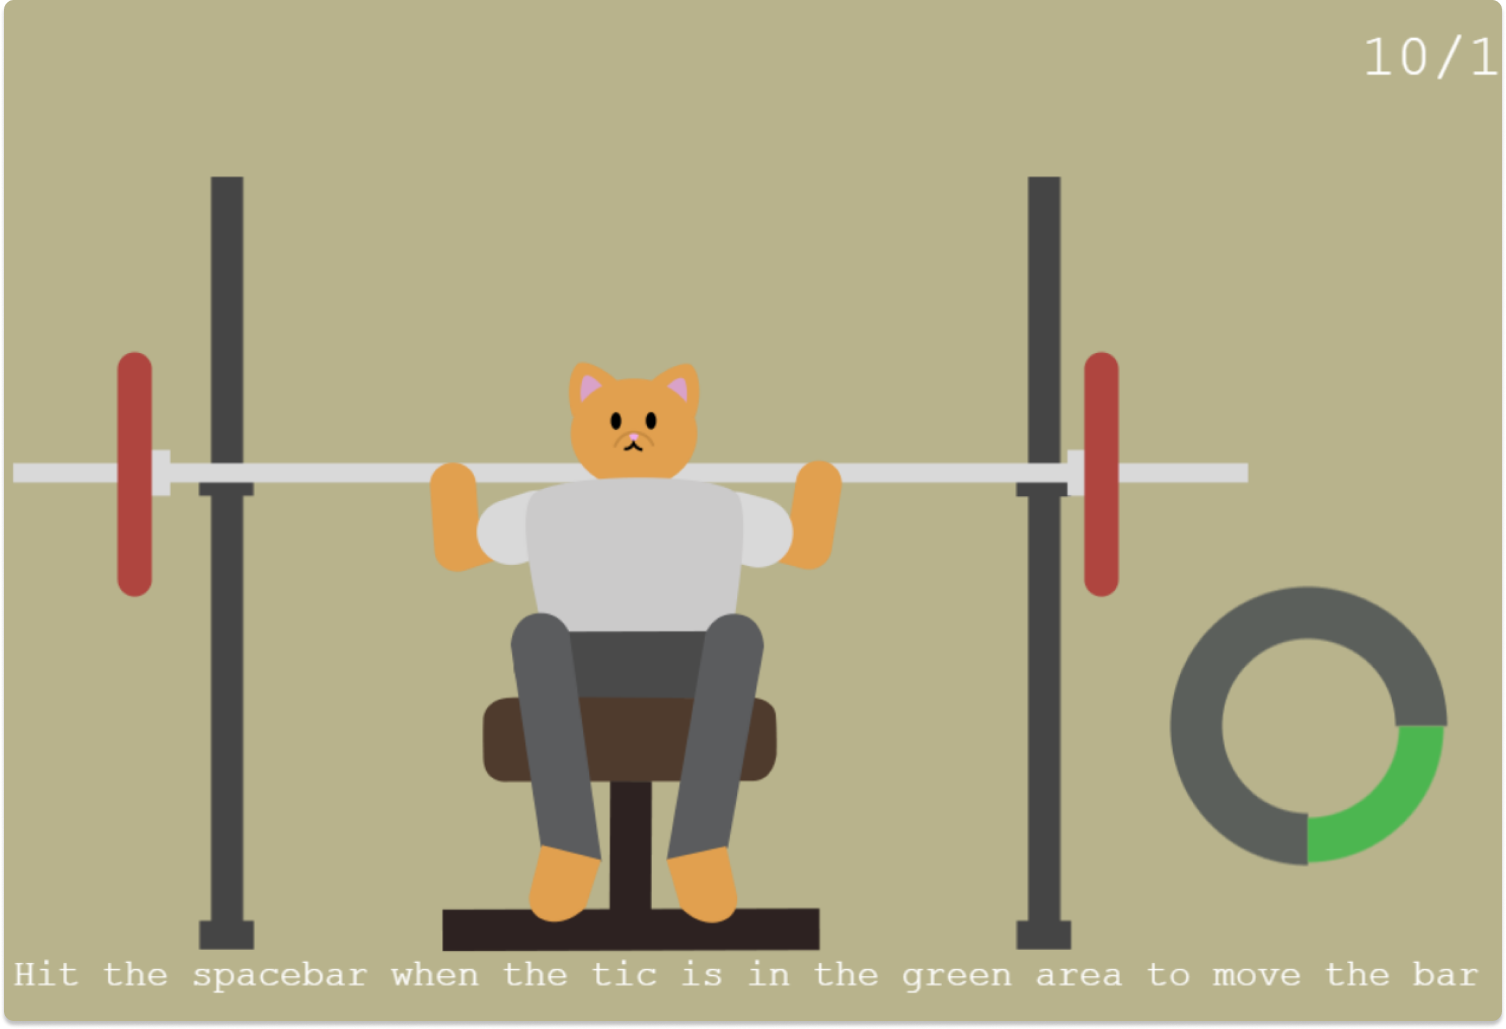 10/1
Hit the spacebar when the tic is in the green area to move the bar